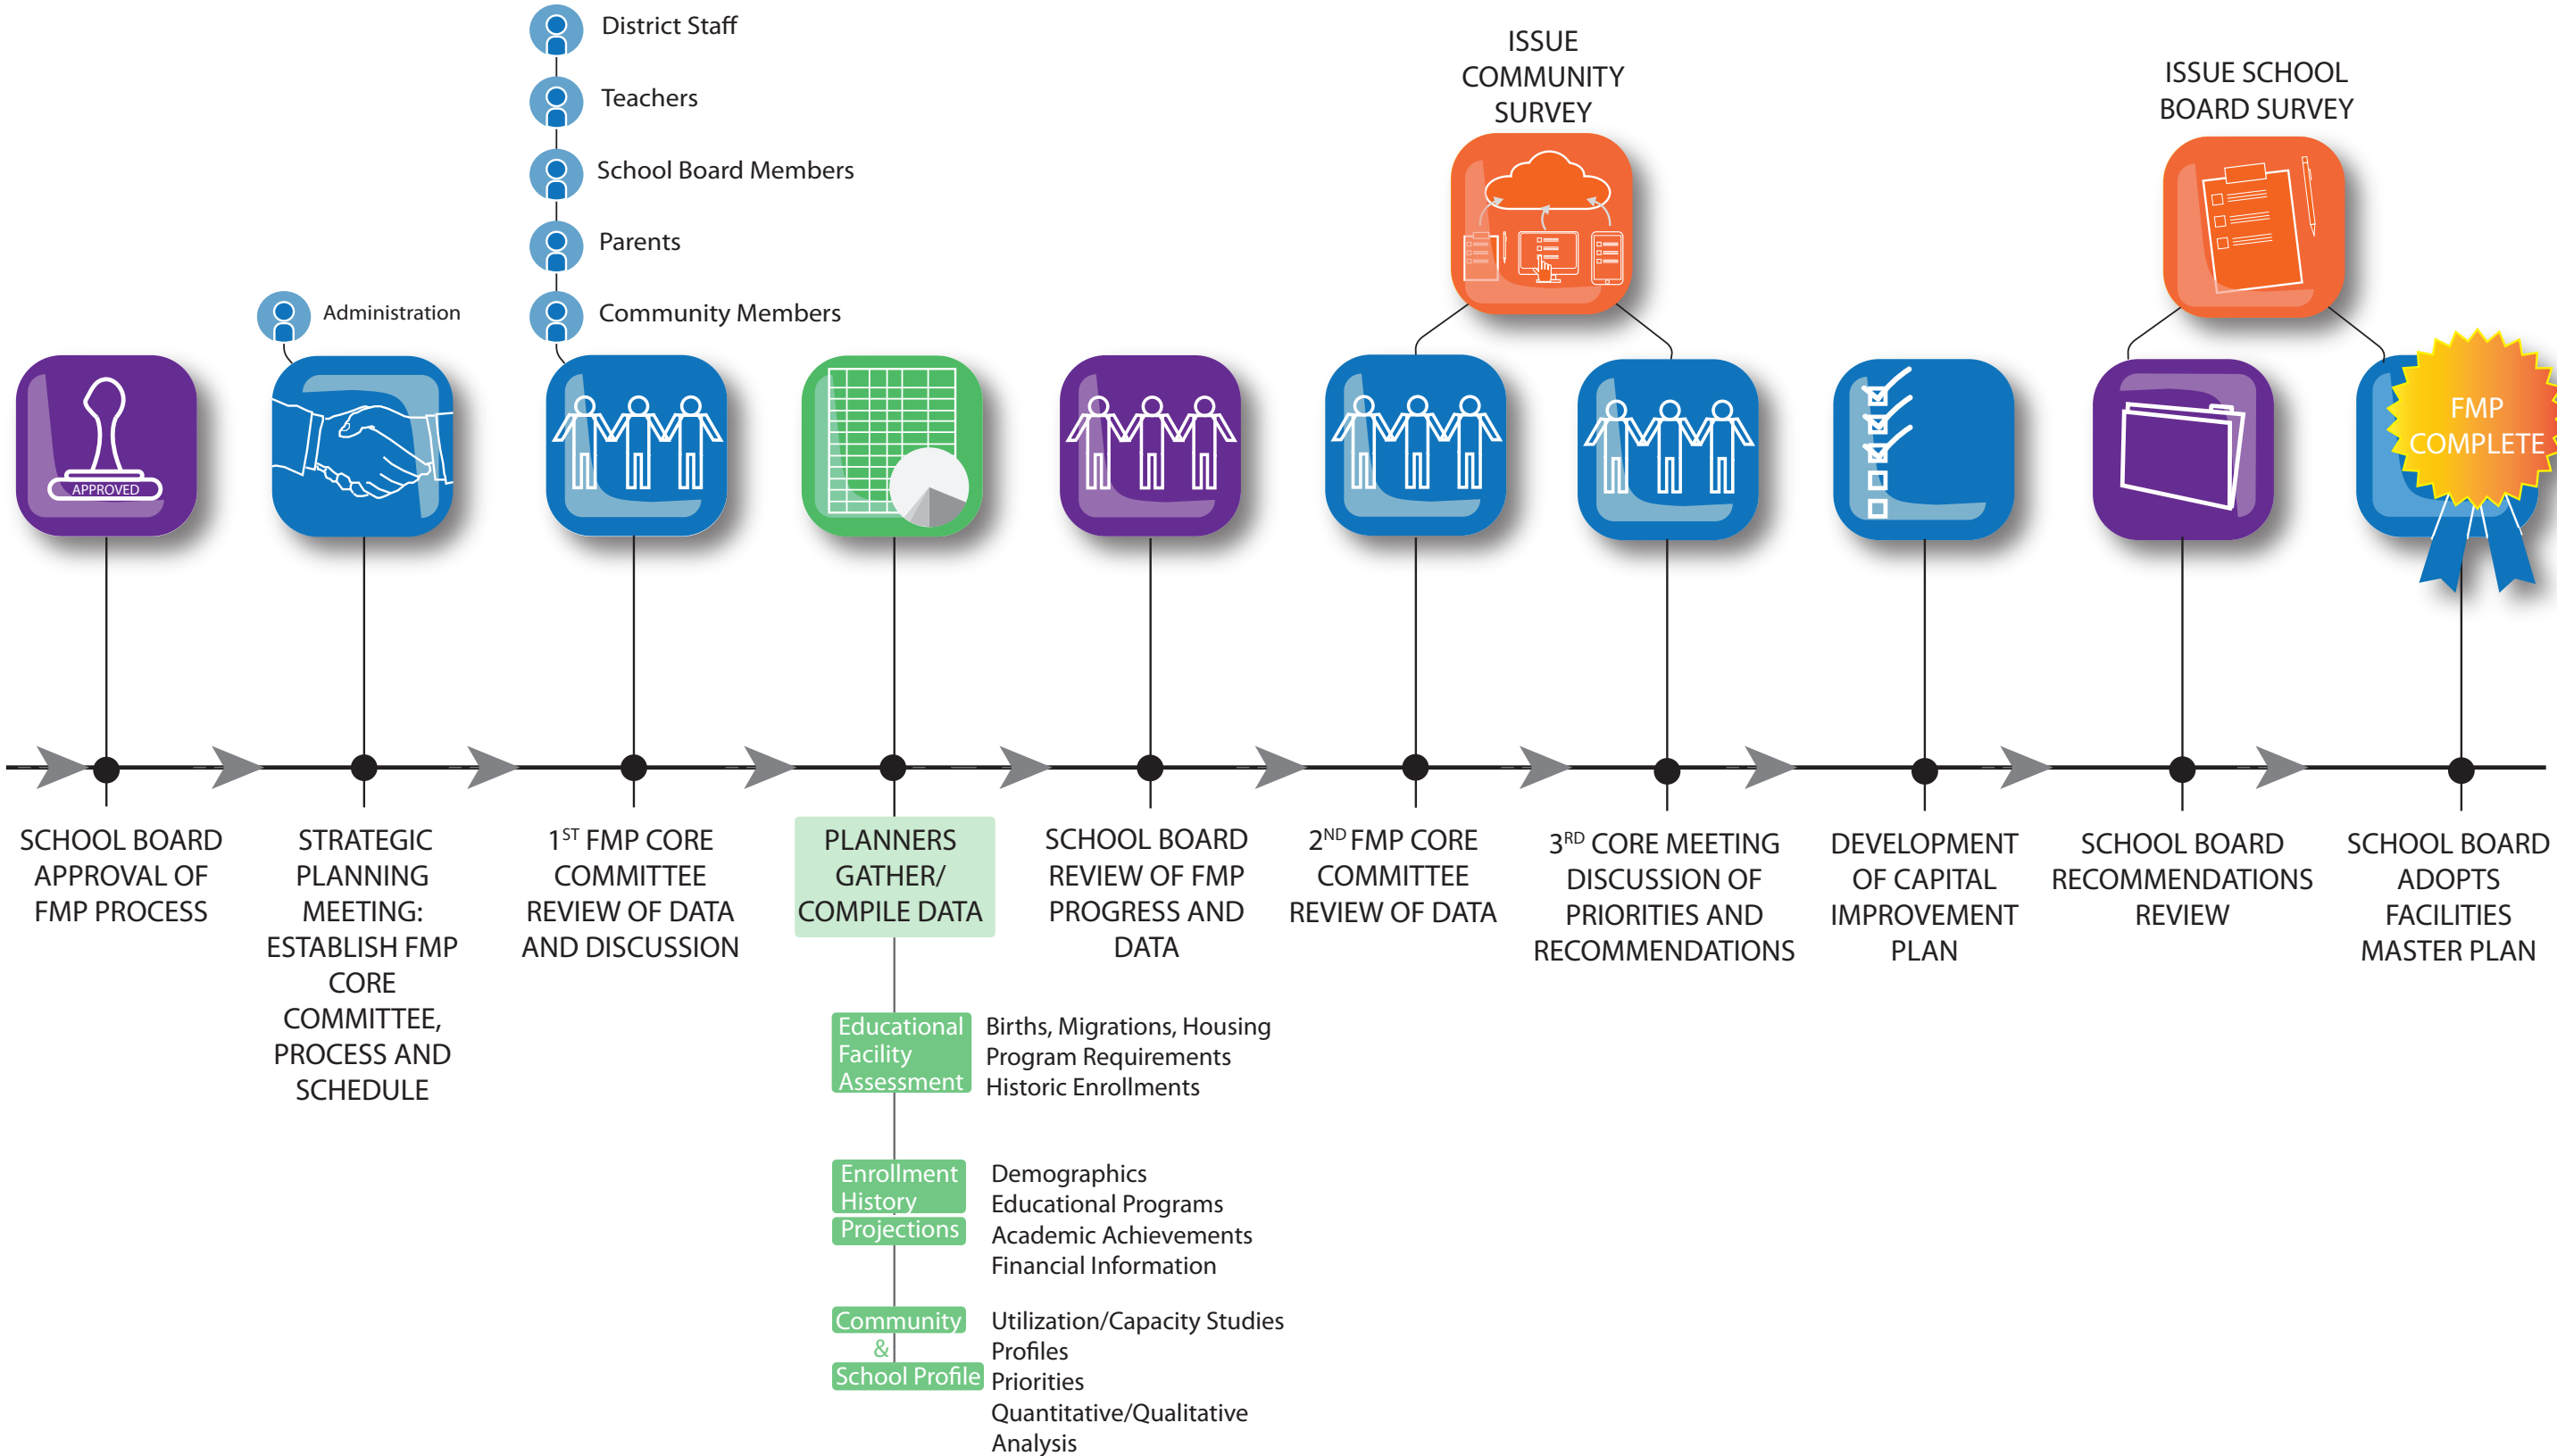 District Staff
Teachers
School Board Members
Parents
Community Members
Administration
ISSUE
COMMUNITY
SURVEY
ISSUE SCHOOL
BOARD SURVEY
APPROVED
FMP
COMPLETE
SCHOOL BOARD
APPROVAL OF
FMP PROCESS
STRATEGIC
PLANNING
MEETING:
ESTABLISH FMP
CORE
COMMITTEE,
PROCESS AND
SCHEDULE
1ST FMP CORE
COMMITTEE
REVIEW OF DATA
AND DISCUSSION
PLANNERS
GATHER/
COMPILE DATA
SCHOOL BOARD
REVIEW OF FMP
PROGRESS AND
DATA
2ND FMP CORE
COMMITTEE
REVIEW OF DATA
3RD CORE MEETING
DISCUSSION OF
PRIORITIES AND
RECOMMENDATIONS
DEVELOPMENT
OF CAPITAL
IMPROVEMENT
PLAN
SCHOOL BOARD
RECOMMENDATIONS
REVIEW
SCHOOL BOARD
ADOPTS
FACILITIES
MASTER PLAN
Educational
Facility
Assessment
Births, Migrations, Housing
Program Requirements
Historic Enrollments
Enrollment
History
Projections
Demographics
Educational Programs
Academic Achievements
Financial Information
Community
&
School Profile
Utilization/Capacity Studies
Profiles
Priorities
Quantitative/Qualitative
Analysis